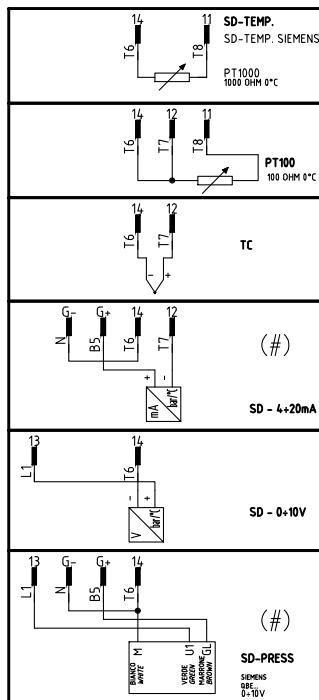 14 11 SD-TEMP.
SD-TEMP. SIEMENS
T6 T8
PT1000
1000 OHM 0°C
14 12 11
T6 T7 T8
PT100
100 OHM 0°C
14 12
T6 T7
TC
- +
G- G+ 14 12
N B5 T6 T7
(#)
+ -
mA bar/°C
SD - 4÷20mA
13 14
L1 T6
- +
V bar/°C
SD - 0÷10V
13 G- G+ 14
L1 N B5 T6
(#)
M U1 GL
BIANCO
WHITE
VERDE
GREEN
MARRONE
BROWN
SD-PRESS
SIEMENS
QBE...
0÷10V